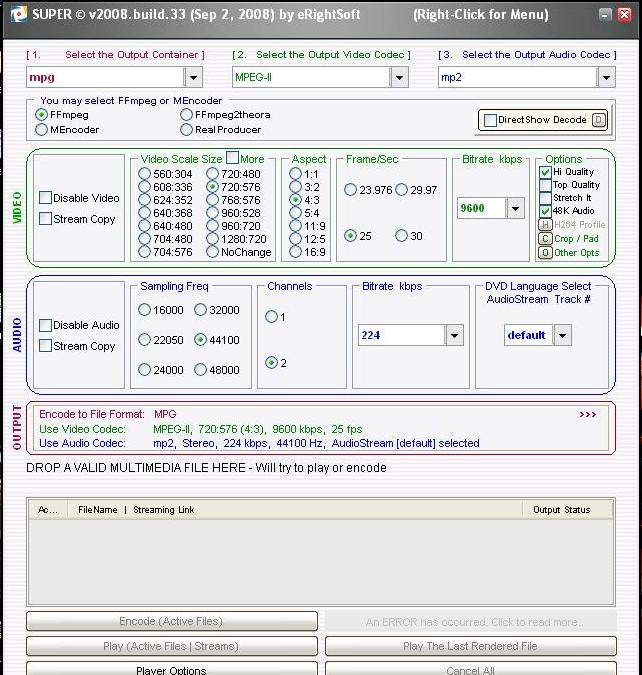 SUPER © v2008.build.33 (Sep 2, 2008) by eRightSoft (Right-Click for Menu)
[ 1. Select the Output Container ] [ 2. Select the Output Video Codec ] [ 3. Select the Output Audio Codec ]
mpg MPEG-II mp2
You may select FFmpeg or MEncoder
FFmpeg FFmpeg2theora
MEncoder Real Producer
DirectShow Decode D
VIDEO
Disable Video
Stream Copy
Video Scale Size More
560:304 720:480
608:336 720:576
624:352 768:576
640:368 960:528
640:480 960:720
704:480 1280:720
704:576 NoChange
Aspect
1:1
3:2
4:3
5:4
11:9
12:5
16:9
Frame/Sec
23.976 29.97
25 30
Bitrate kbps
9600
Options
Hi Quality
Top Quality
Stretch It
48K Audio
H H264 Profile
C Crop / Pad
O Other Opts
AUDIO
Disable Audio
Stream Copy
Sampling Freq
16000 32000
22050 44100
24000 48000
Channels
1
2
Bitrate kbps
224
DVD Language Select
AudioStream Track #
default
OUTPUT
Encode to File Format: MPG >>>
Use Video Codec: MPEG-II, 720:576 (4:3), 9600 kbps, 25 fps
Use Audio Codec: mp2, Stereo, 224 kbps, 44100 Hz, AudioStream [default] selected
DROP A VALID MULTIMEDIA FILE HERE - Will try to play or encode
Ac... FileName | Streaming Link Output Status
Encode (Active Files) An ERROR has occurred. Click to read more..
Play (Active Files | Streams) Play The Last Rendered File
Player Options Cancel All